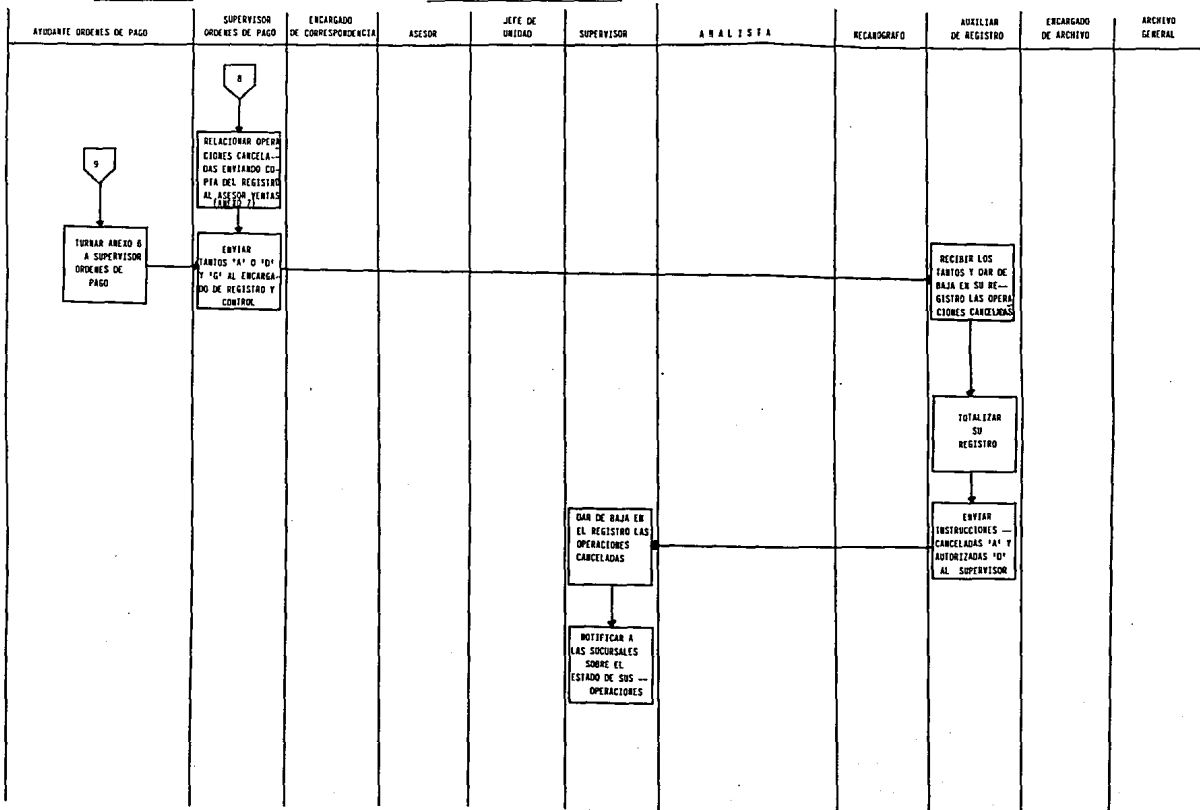 AYUDANTE ORDENES DE PAGO
SUPERVISOR
ORDENES DE PAGO
ENCARGADO
DE CORRESPONDENCIA
ASESOR
JEFE DE
UNIDAD
SUPERVISOR
ANALISTA
MECANOGRAFO
AUXILIAR
DE REGISTRO
ENCARGADO
DE ARCHIVO
ARCHIVO
GENERAL
8
RELACIONAR OPERA
CIONES CANCELA--
DAS ENVIANDO CO-
PIA DEL REGISTRO
AL ASESOR VENTAS
(ANEXO 7)
9
TURNAR ANEXO 6
A SUPERVISOR
ORDENES DE
PAGO
ENVIAR
TANTOS 'A' O 'D'
Y 'G' AL ENCARGA-
DO DE REGISTRO Y
CONTROL
RECIBIR LOS
TANTOS Y DAR DE
BAJA EN SU RE--
GISTRO LAS OPERA
CIONES CANCELADAS
TOTALIZAR
SU
REGISTRO
ENVIAR
INSTRUCCIONES --
CANCELADAS 'A' Y
AUTORIZADAS 'D'
AL SUPERVISOR
DAR DE BAJA EN
EL REGISTRO LAS
OPERACIONES
CANCELADAS
NOTIFICAR A
LAS SUCURSALES
SOBRE EL
ESTADO DE SUS --
OPERACIONES